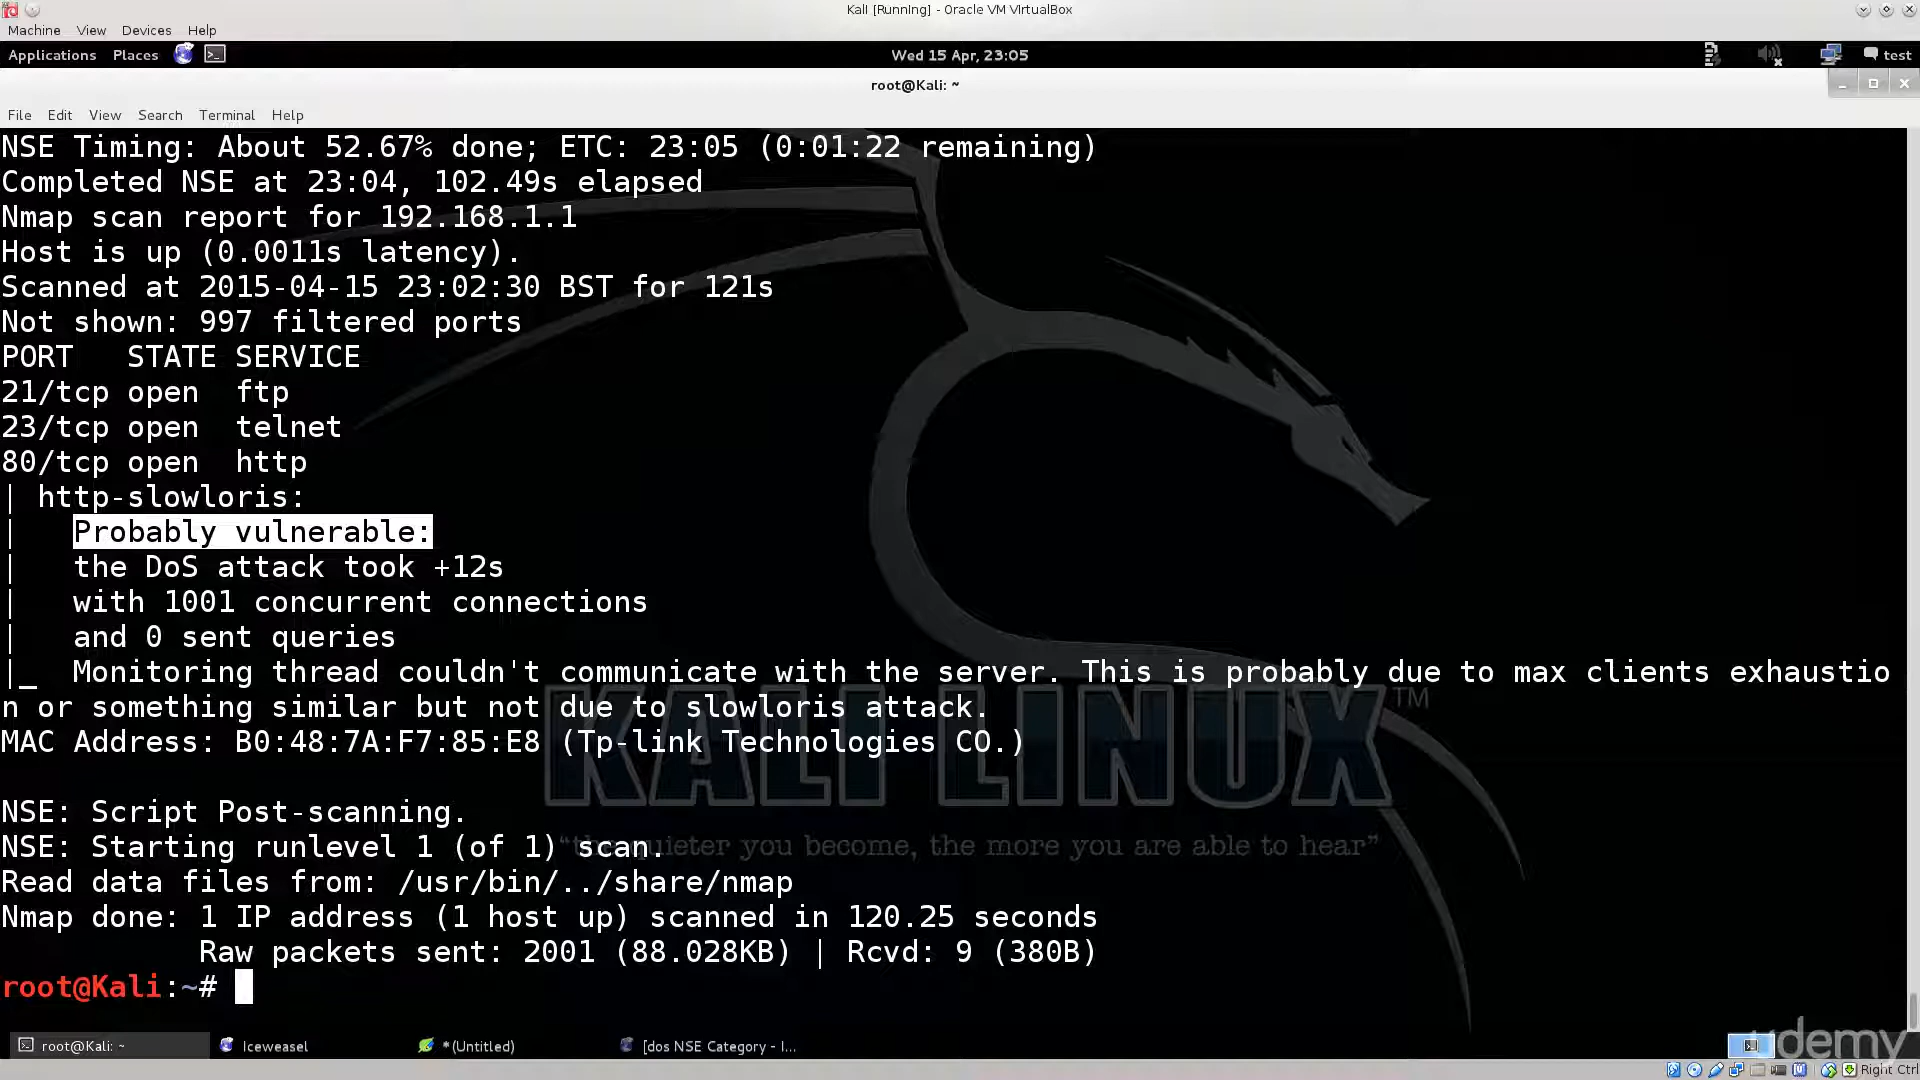 Kali [Running] - Oracle VM VirtualBox
Machine View Devices Help
Applications Places Wed 15 Apr, 23:05 test
root@Kali: ~
File Edit View Search Terminal Help
NSE Timing: About 52.67% done; ETC: 23:05 (0:01:22 remaining)
Completed NSE at 23:04, 102.49s elapsed
Nmap scan report for 192.168.1.1
Host is up (0.0011s latency).
Scanned at 2015-04-15 23:02:30 BST for 121s
Not shown: 997 filtered ports
PORT   STATE SERVICE
21/tcp open  ftp
23/tcp open  telnet
80/tcp open  http
| http-slowloris:
|   Probably vulnerable:
|   the DoS attack took +12s
|   with 1001 concurrent connections
|   and 0 sent queries
|_  Monitoring thread couldn't communicate with the server. This is probably due to max clients exhaustio
n or something similar but not due to slowloris attack.
MAC Address: B0:48:7A:F7:85:E8 (Tp-link Technologies CO.)
KALI LINUX™
NSE: Script Post-scanning.
NSE: Starting runlevel 1 (of 1) scan.
"the quieter you become, the more you are able to hear"
Read data files from: /usr/bin/../share/nmap
Nmap done: 1 IP address (1 host up) scanned in 120.25 seconds
           Raw packets sent: 2001 (88.028KB) | Rcvd: 9 (380B)
root@Kali:~#
root@Kali: ~ Iceweasel *(Untitled) [dos NSE Category - I...
udemy
Right Ctrl